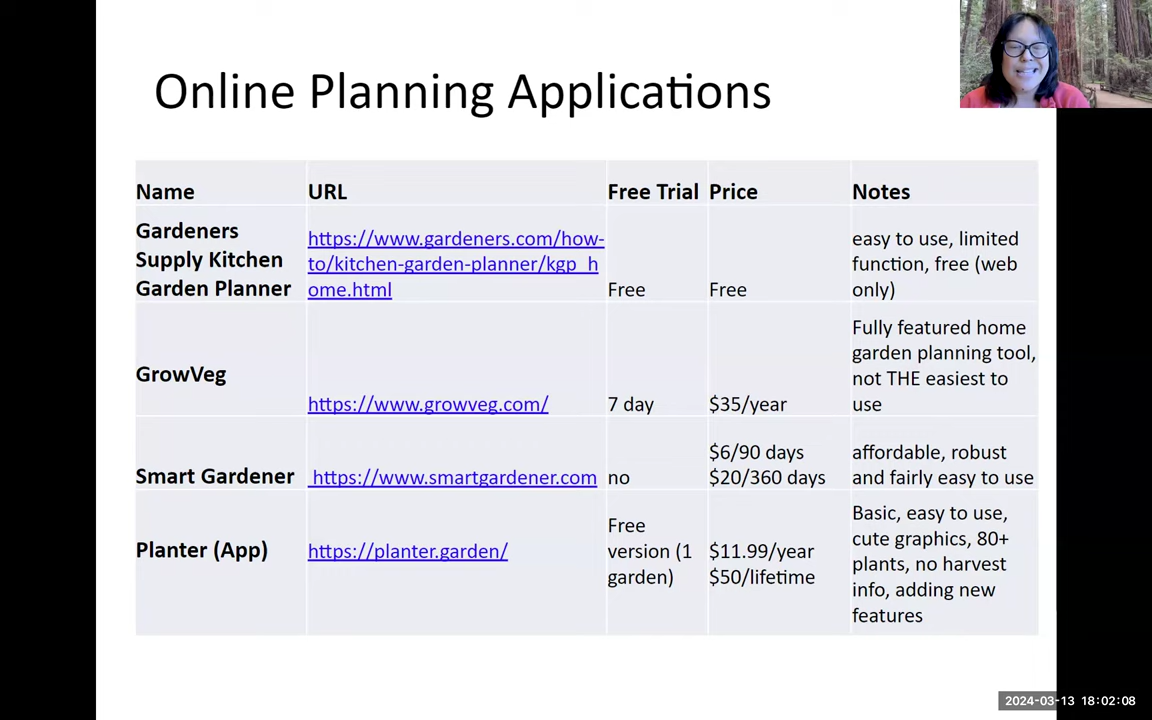 Online Planning Applications
Name URL Free Trial Price Notes
Gardeners
Supply Kitchen
Garden Planner
https://www.gardeners.com/how-
to/kitchen-garden-planner/kgp_h
ome.html
Free
Free
easy to use, limited
function, free (web
only)
GrowVeg
https://www.growveg.com/
7 day
$35/year
Fully featured home
garden planning tool,
not THE easiest to
use
Smart Gardener
https://www.smartgardener.com
no
$6/90 days
$20/360 days
affordable, robust
and fairly easy to use
Planter (App)
https://planter.garden/
Free
version (1
garden)
$11.99/year
$50/lifetime
Basic, easy to use,
cute graphics, 80+
plants, no harvest
info, adding new
features
2024-03-13 18:02:08